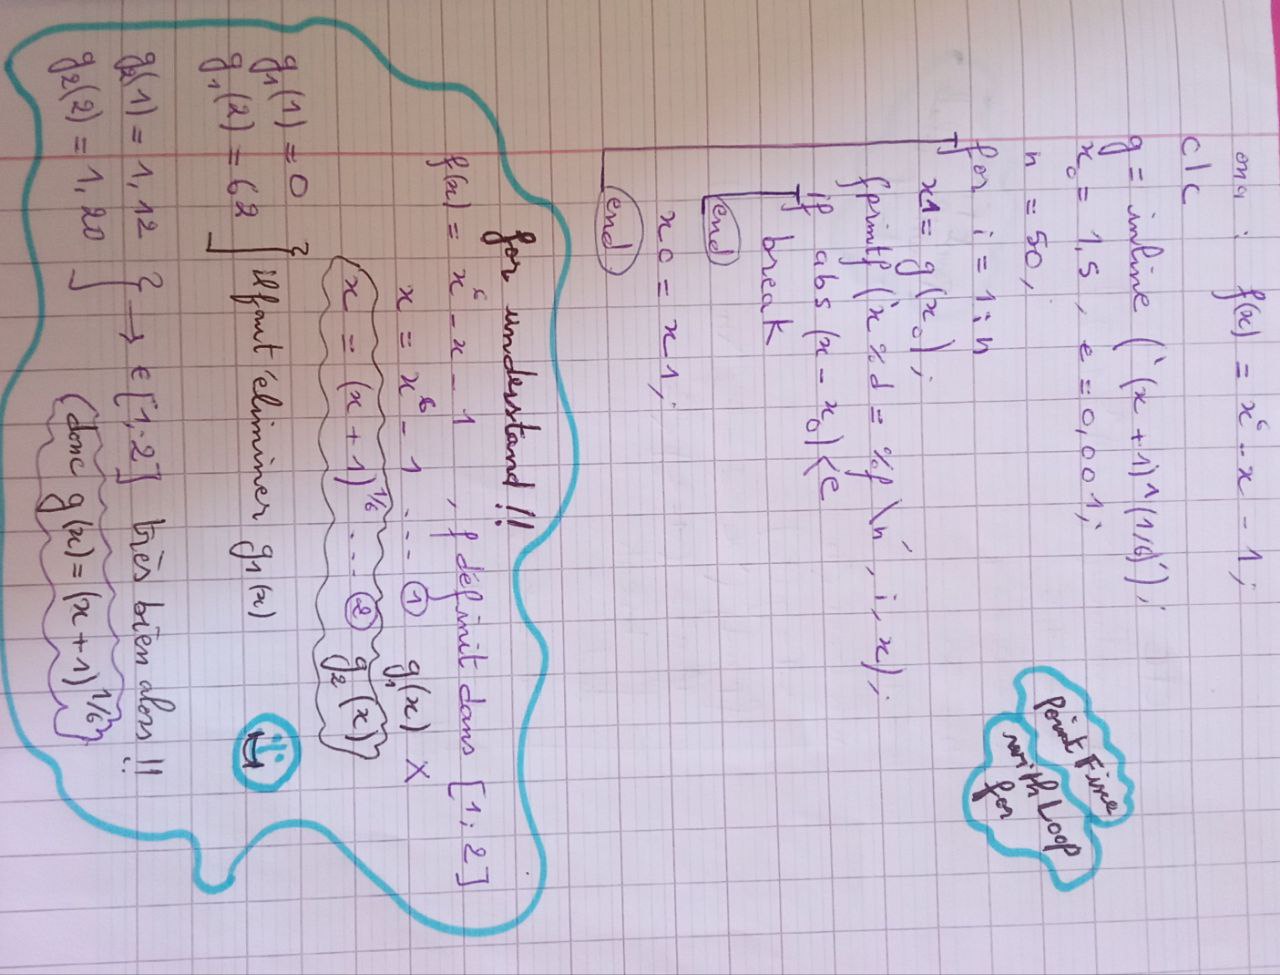 ona : f(x) = x⁶ - x - 1 ;
clc
g = inline ('(x+1)^(1/6)');
x₀ = 1,5 , e = 0,001;
n = 50,
for i = 1:n
x1 = g(x₀);
fprintf ('x%d = %f \n', i, x);
if abs (x - x₀) < e
break
end
x0 = x1;
end
Point Fixe
with Loop
for
for understand !!
f(x) = x⁶ - x - 1 , f définit dans [1;2]
x = x⁶ - 1 .... ① g₁(x) X
x = (x+1)^1/6 ... ② g₂(x)
g₁(1) = 0
g₁(2) = 62 } Il faut éliminer g₁(x)
g₂(1) = 1,12
g₂(2) = 1,20 } → ∈ [1;2] très bien alors !!
(donc g(x) = (x+1)^1/6)